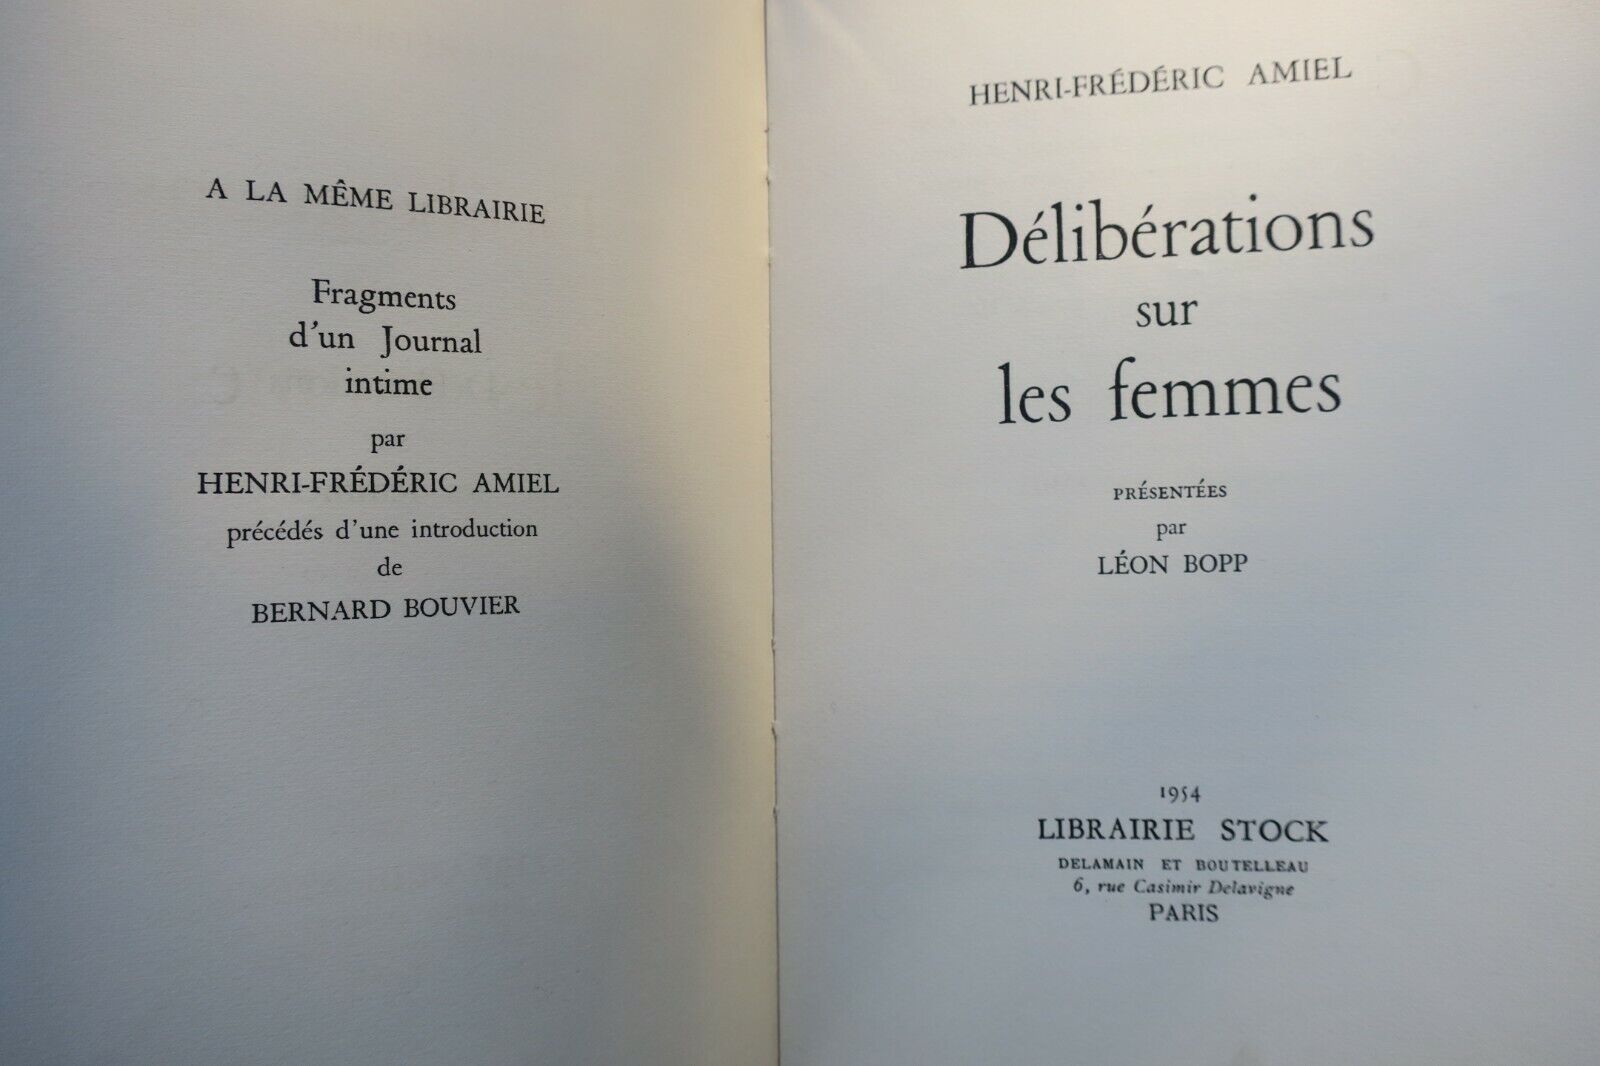 A LA MÊME LIBRAIRIE
Fragments
d'un Journal
intime
par
HENRI-FRÉDÉRIC AMIEL
précédés d'une introduction
de
BERNARD BOUVIER
HENRI-FRÉDÉRIC AMIEL
Délibérations
sur
les femmes
PRÉSENTÉES
par
LÉON BOPP
1954
LIBRAIRIE STOCK
DELAMAIN ET BOUTELLEAU
6, rue Casimir Delavigne
PARIS